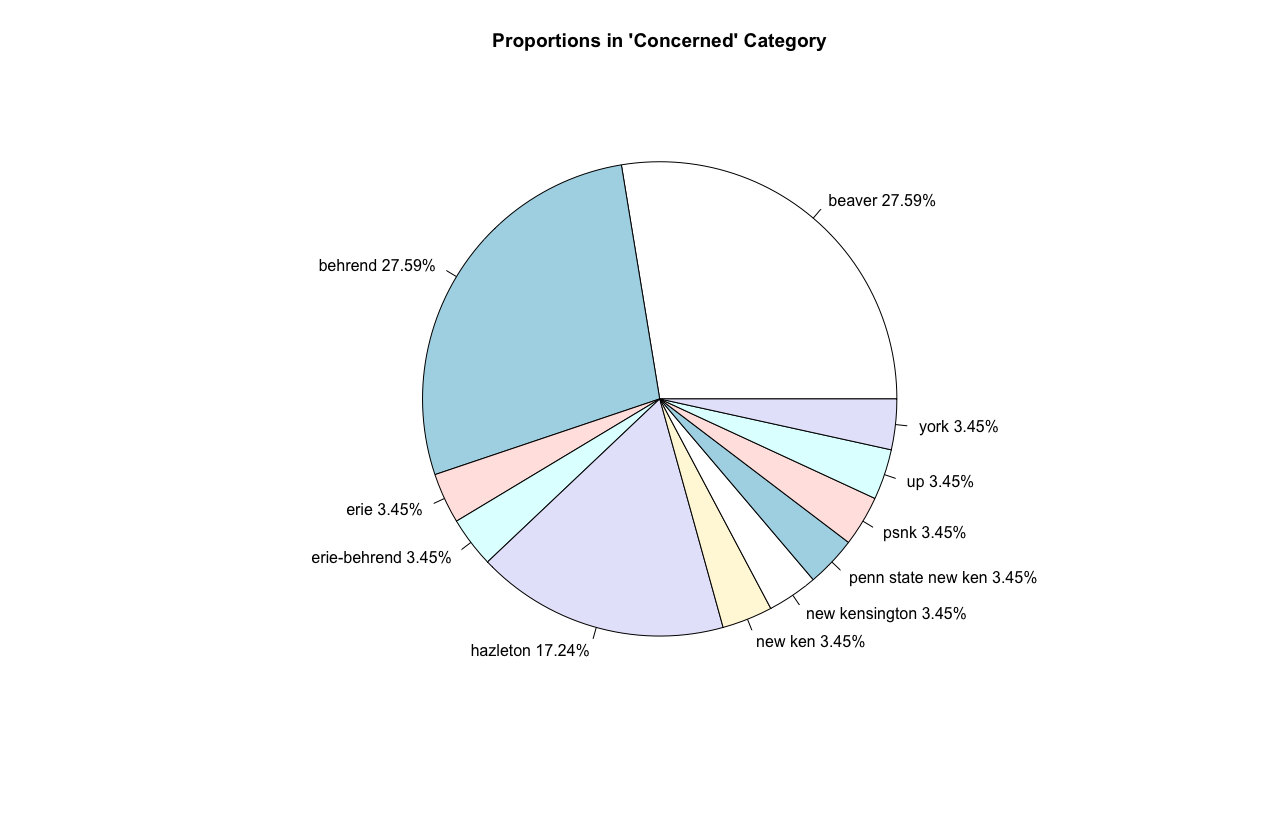 Proportions in 'Concerned' Category
beaver 27.59%
behrend 27.59%
erie 3.45%
erie-behrend 3.45%
hazleton 17.24%
new ken 3.45%
new kensington 3.45%
penn state new ken 3.45%
psnk 3.45%
up 3.45%
york 3.45%